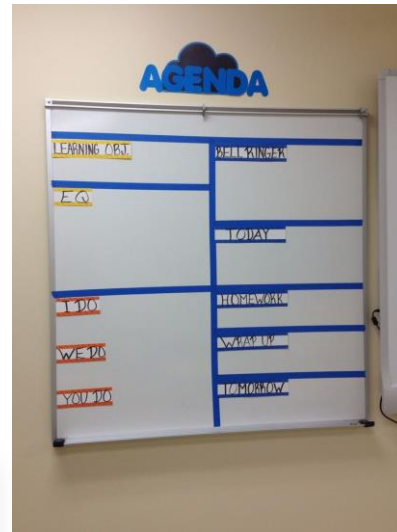 AGENDA
LEARNING OBJ.
EQ
I DO
WE DO
YOU DO
BELL RINGER
TODAY
HOMEWORK
WRAP UP
TOMORROW